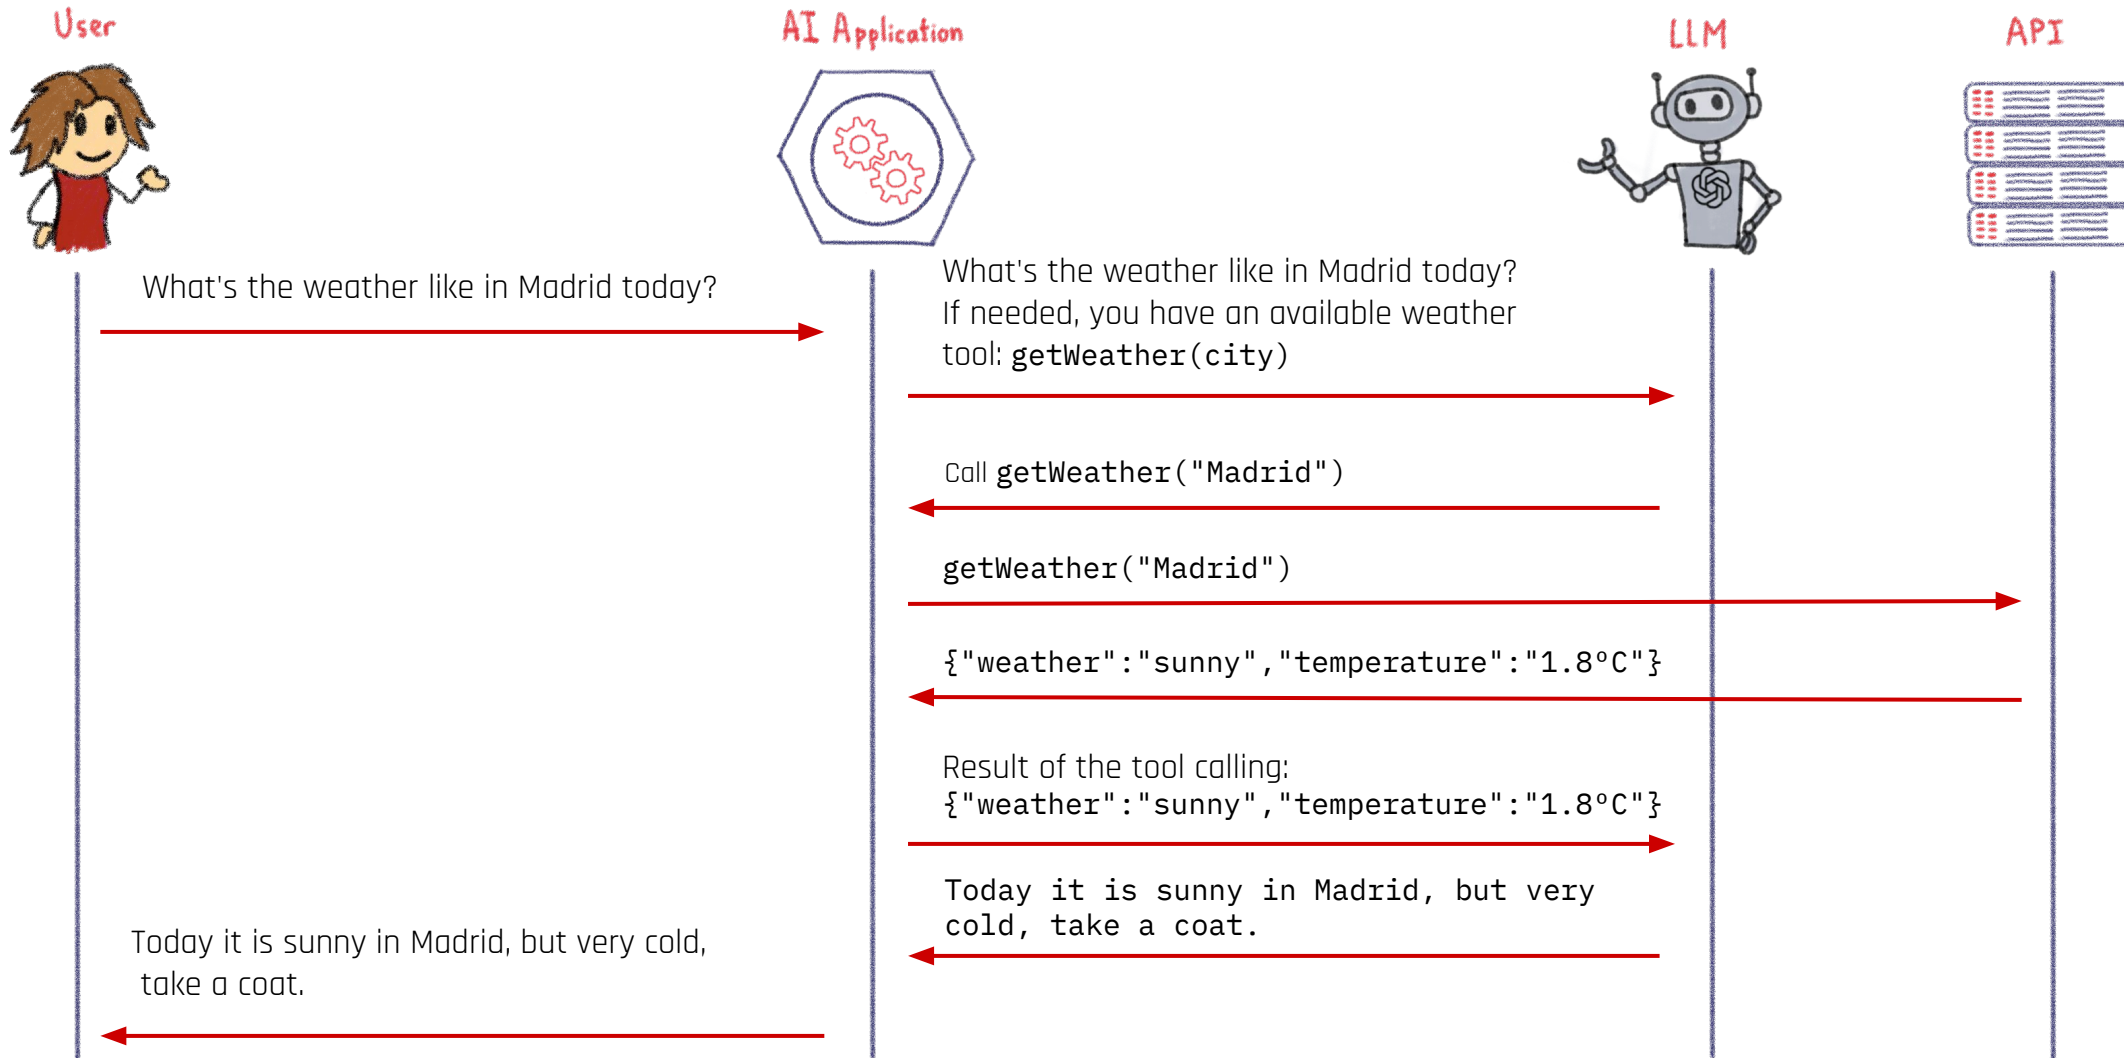 User
AI Application
LLM
API
What's the weather like in Madrid today?
What's the weather like in Madrid today?
If needed, you have an available weather
tool: getWeather(city)
Call getWeather("Madrid")
getWeather("Madrid")
{"weather":"sunny","temperature":"1.8ºC"}
Result of the tool calling:
{"weather":"sunny","temperature":"1.8ºC"}
Today it is sunny in Madrid, but very
cold, take a coat.
Today it is sunny in Madrid, but very cold,
take a coat.